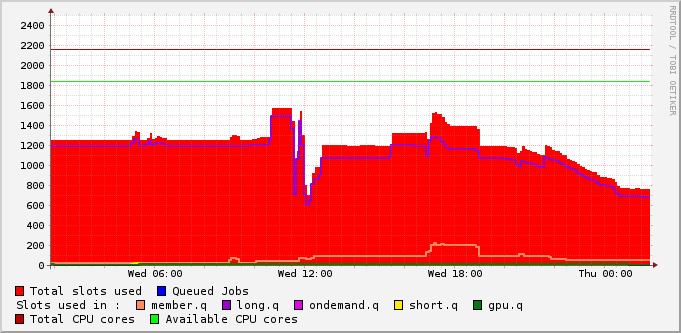 2400
2200
2000
1800
1600
1400
1200
1000
800
600
400
200
0
Wed 06:00 Wed 12:00 Wed 18:00 Thu 00:00
Total slots used Queued Jobs
Slots used in : member.q long.q ondemand.q short.q gpu.q
Total CPU cores Available CPU cores
RRDTOOL / TOBI OETIKER